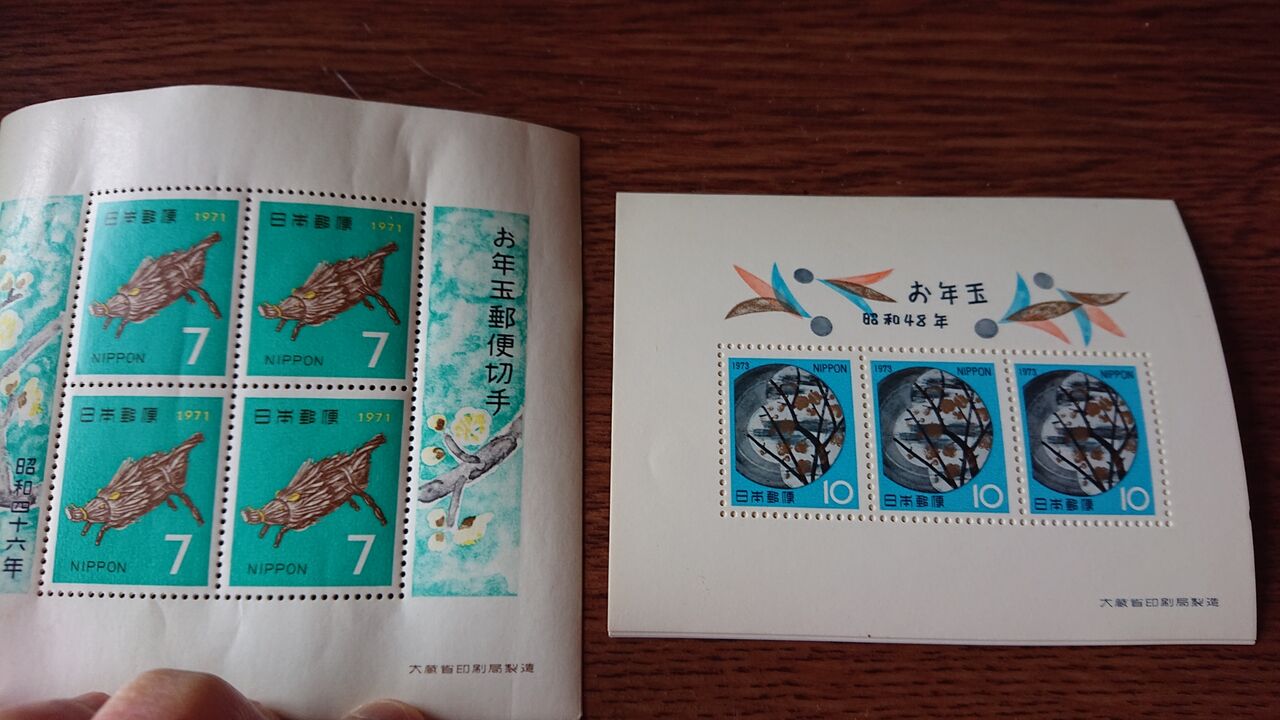 日本郵便 1971
7
NIPPON
日本郵便 1971
7
NIPPON
日本郵便 1971
7
NIPPON
日本郵便 1971
7
NIPPON
お年玉郵便切手
昭和四十六年
大蔵省印刷局製造
お年玉
昭和48年
1973 NIPPON
日本郵便 10
1973 NIPPON
日本郵便 10
1973 NIPPON
日本郵便 10
大蔵省印刷局製造